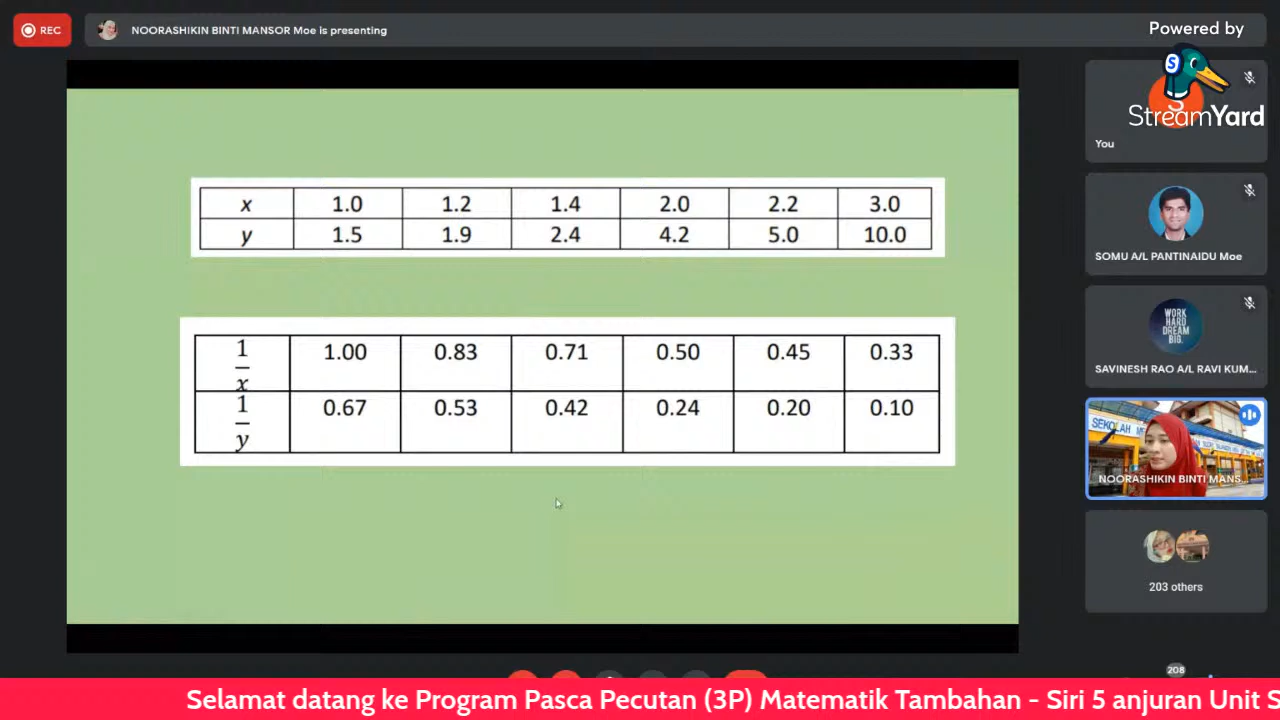 REC
NOORASHIKIN BINTI MANSOR Moe is presenting
Powered by
StreamYard
S
You
x 1.0 1.2 1.4 2.0 2.2 3.0
y 1.5 1.9 2.4 4.2 5.0 10.0
SOMU A/L PANTINAIDU Moe
1/x 1.00 0.83 0.71 0.50 0.45 0.33
1/y 0.67 0.53 0.42 0.24 0.20 0.10
WORK
HARD
DREAM
BIG.
SAVINESH RAO A/L RAVI KUM...
SEKOLAH
NOORASHIKIN BINTI MANS...
203 others
208
Selamat datang ke Program Pasca Pecutan (3P) Matematik Tambahan - Siri 5 anjuran Unit S